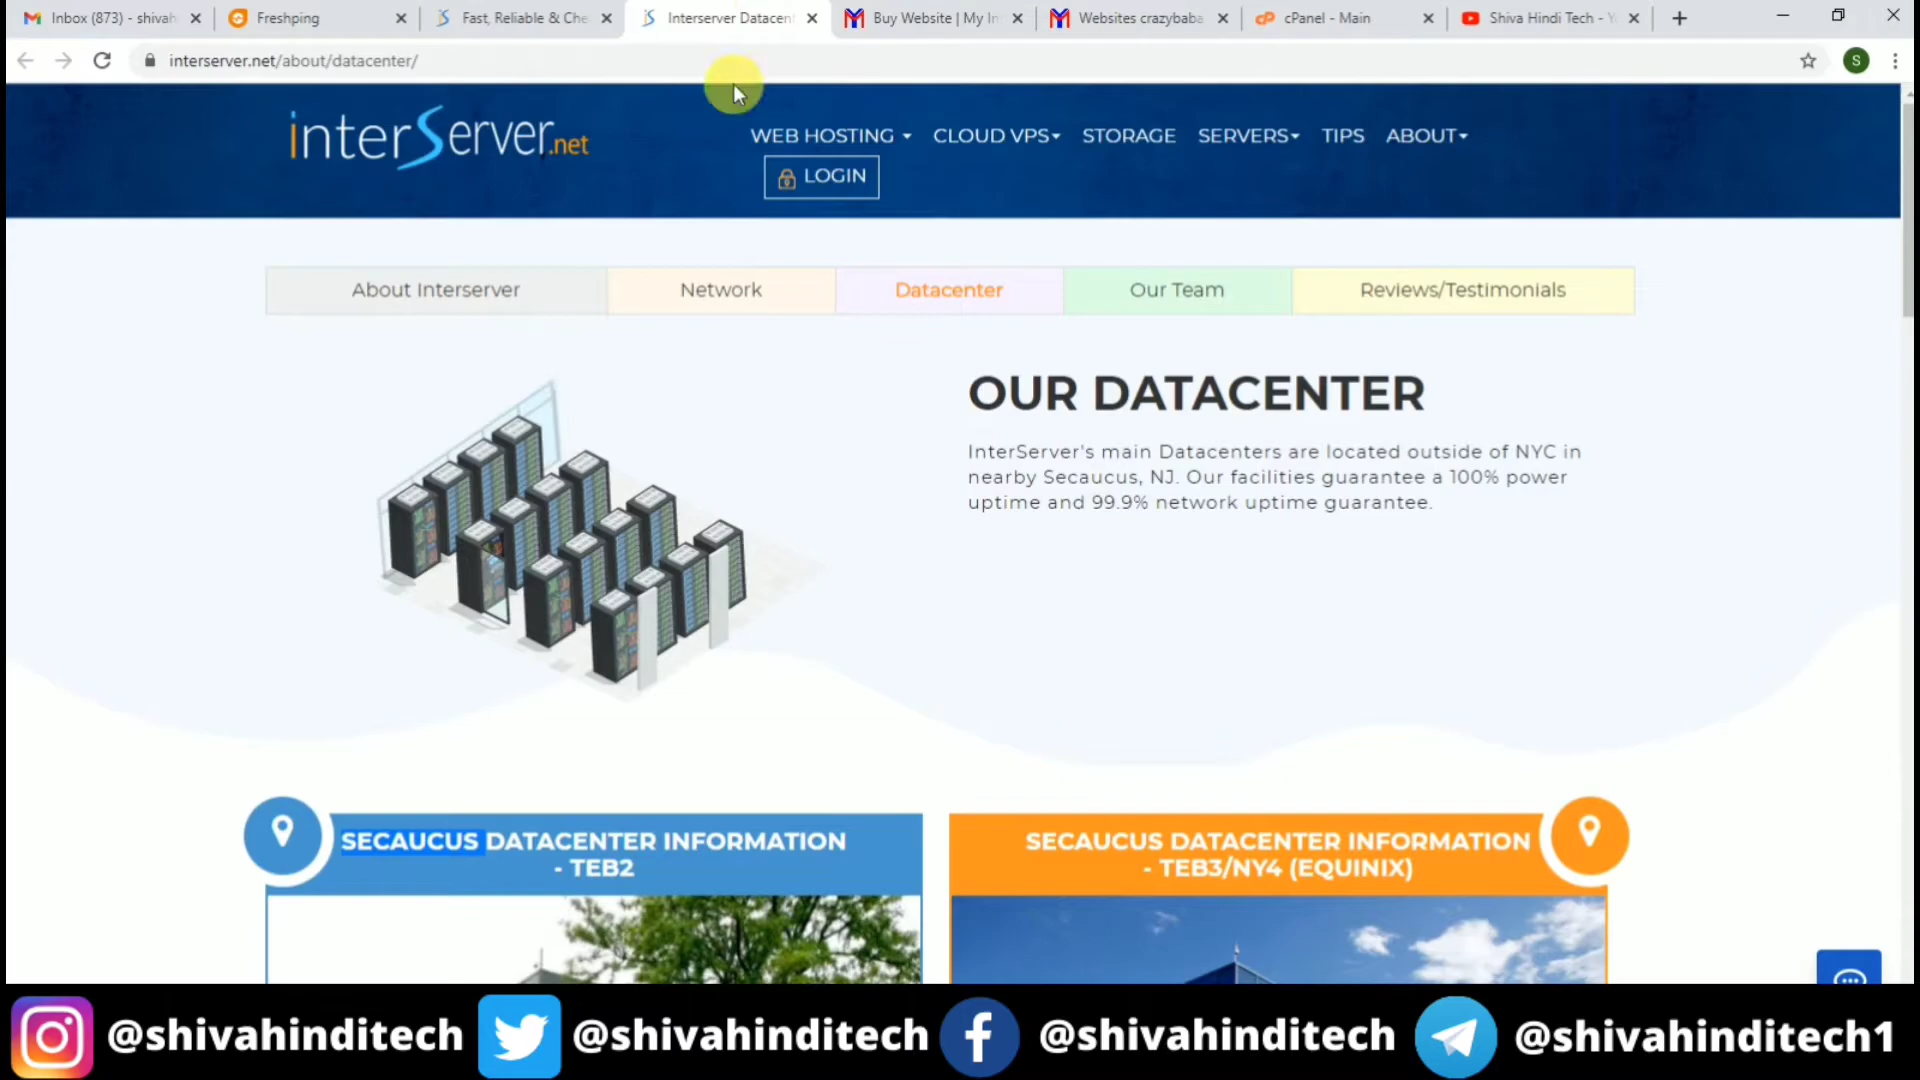 Inbox (873) - shivah
Freshping
Fast, Reliable & Che
Interserver Datacen
Buy Website | My In
Websites crazybaba
cPanel - Main
Shiva Hindi Tech - Y
interserver.net/about/datacenter/
S
interServer.net
WEB HOSTING
CLOUD VPS
STORAGE
SERVERS
TIPS
ABOUT
LOGIN
About Interserver
Network
Datacenter
Our Team
Reviews/Testimonials
OUR DATACENTER
InterServer's main Datacenters are located outside of NYC in
nearby Secaucus, NJ. Our facilities guarantee a 100% power
uptime and 99.9% network uptime guarantee.
SECAUCUS DATACENTER INFORMATION
- TEB2
SECAUCUS DATACENTER INFORMATION
- TEB3/NY4 (EQUINIX)
@shivahinditech
@shivahinditech
@shivahinditech
@shivahinditech1